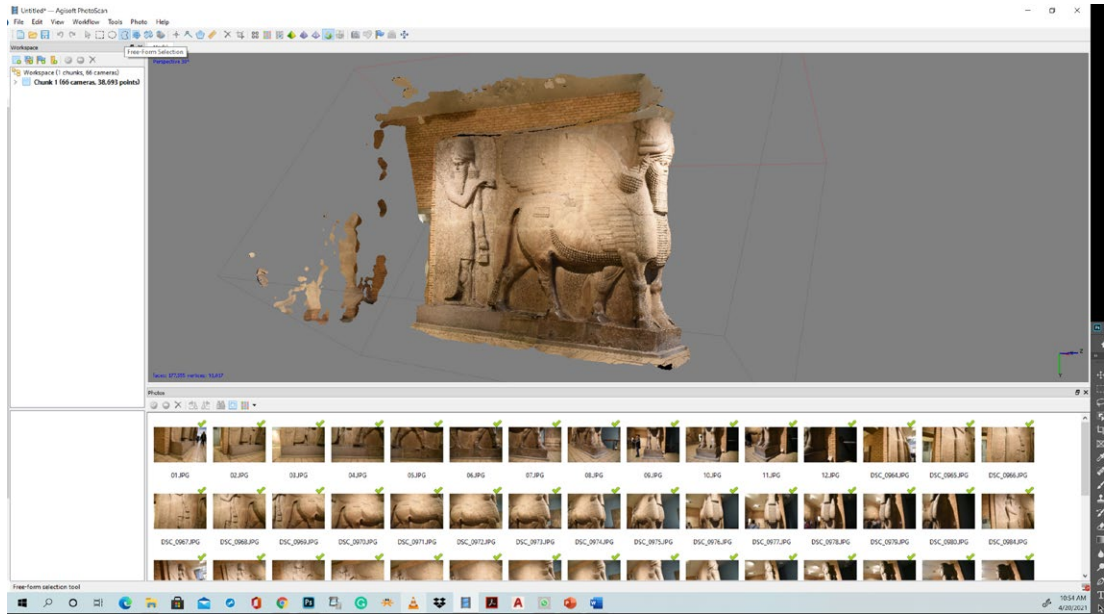 Untitled* — Agisoft PhotoScan
File Edit View Workflow Tools Photo Help
Workspace
Free-Form Selection
Perspective 30°
Workspace (1 chunks, 66 cameras)
Chunk 1 (66 cameras, 38,693 points)
Photos
01.JPG 02.JPG 03.JPG 04.JPG 05.JPG 06.JPG 07.JPG 08.JPG 09.JPG 10.JPG 11.JPG 12.JPG DSC_0964.JPG DSC_0965.JPG DSC_0966.JPG
DSC_0967.JPG DSC_0968.JPG DSC_0969.JPG DSC_0970.JPG DSC_0971.JPG DSC_0972.JPG DSC_0973.JPG DSC_0974.JPG DSC_0975.JPG DSC_0976.JPG DSC_0977.JPG DSC_0978.JPG DSC_0979.JPG DSC_0980.JPG DSC_0984.JPG
Free-form selection tool
10:54 AM
4/20/2021